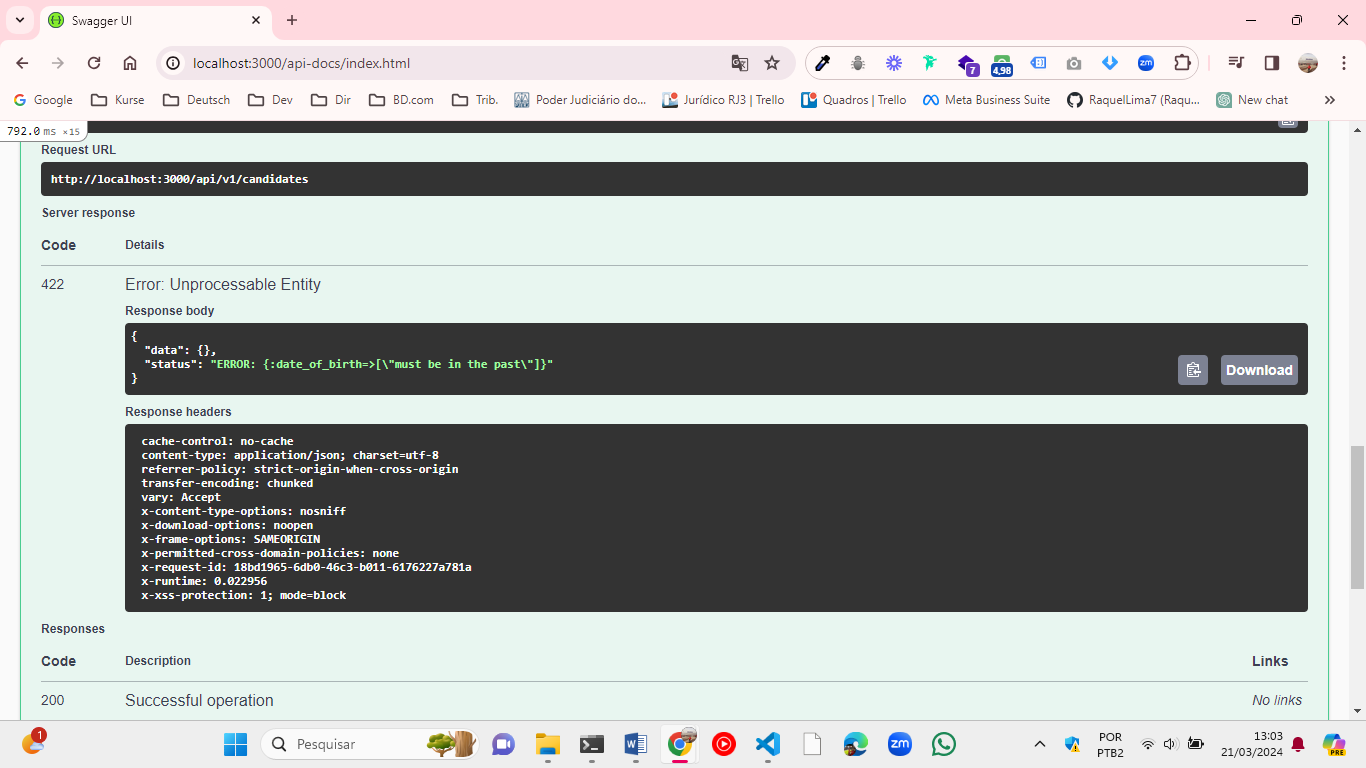 Swagger UI
localhost:3000/api-docs/index.html
7
4,98
zm
Google Kurse Deutsch Dev Dir BD.com Trib. Poder Judiciário do... Jurídico RJ3 | Trello Quadros | Trello Meta Business Suite RaquelLima7 (Raqu... New chat
792.0 ms ×15
Request URL
http://localhost:3000/api/v1/candidates
Server response
Code Details
422 Error: Unprocessable Entity
Response body
{
"data": {},
"status": "ERROR: {:date_of_birth=>[\"must be in the past\"]}"
}
Download
Response headers
cache-control: no-cache
content-type: application/json; charset=utf-8
referrer-policy: strict-origin-when-cross-origin
transfer-encoding: chunked
vary: Accept
x-content-type-options: nosniff
x-download-options: noopen
x-frame-options: SAMEORIGIN
x-permitted-cross-domain-policies: none
x-request-id: 18bd1965-6db0-46c3-b011-6176227a781a
x-runtime: 0.022956
x-xss-protection: 1; mode=block
Responses
Code Description Links
200 Successful operation No links
1
Pesquisar
zm
POR
PTB2
13:03
21/03/2024
PRE